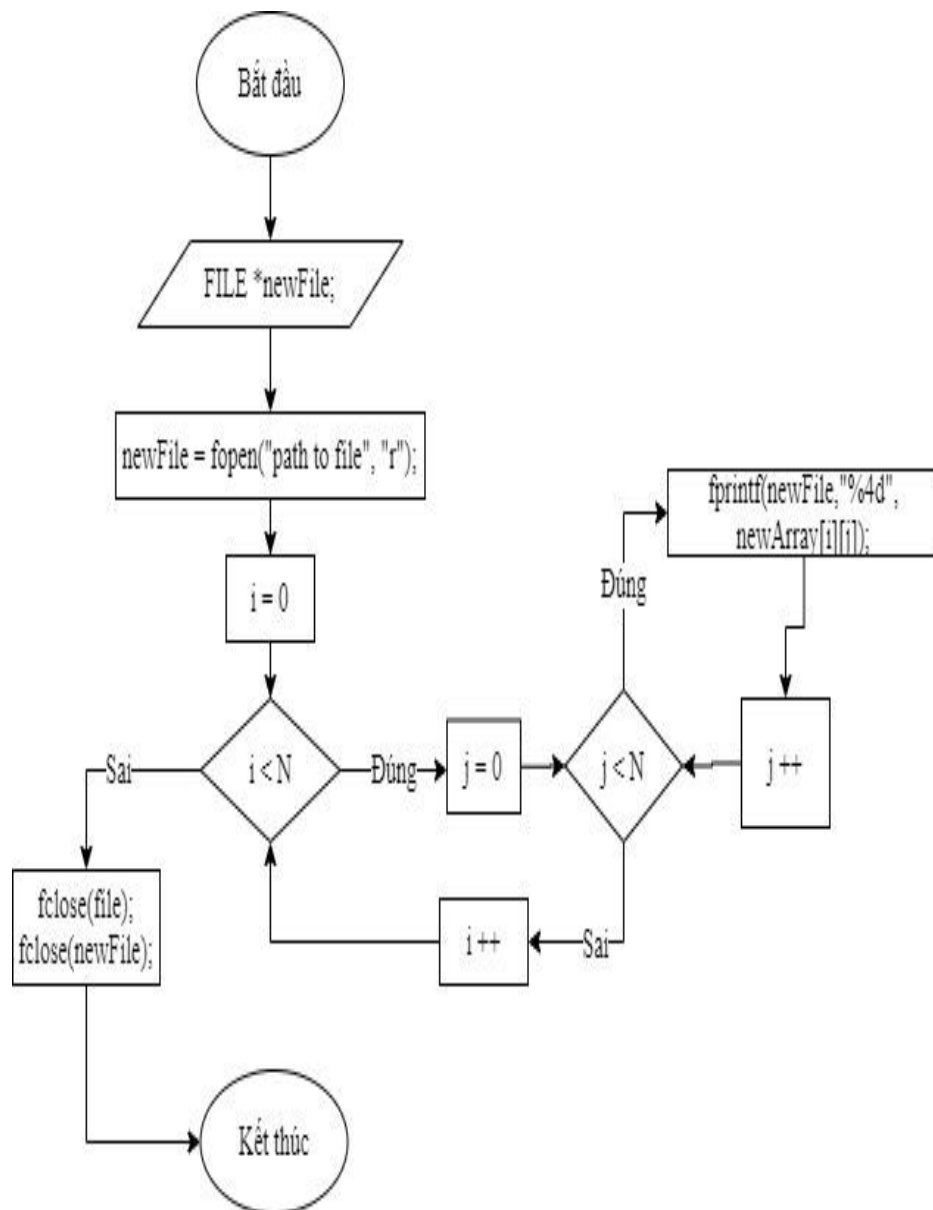 Bắt đầu
FILE *newFile;
newFile = fopen("path to file", "r");
i = 0
i < N
Sai
Đúng
j = 0
j < N
Đúng
fprintf(newFile,"%4d",
newArray[i][j]);
j ++
Sai
i ++
fclose(file);
fclose(newFile);
Kết thúc